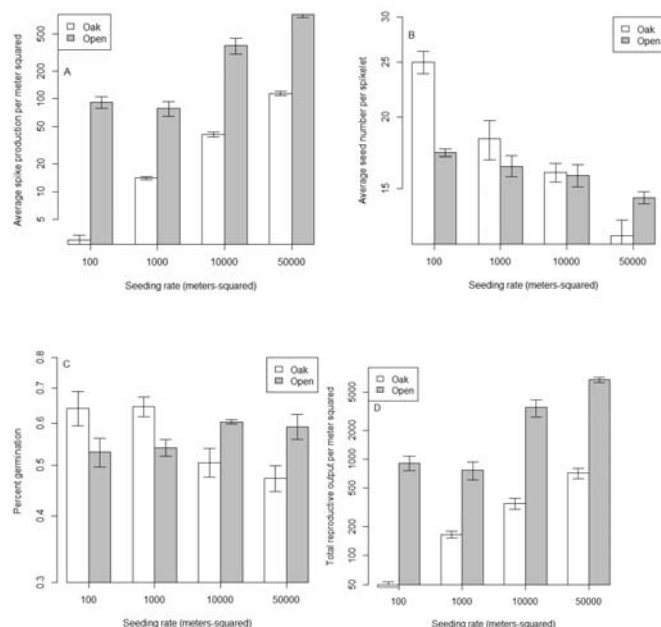 Oak
Open
A
Average spike production per meter squared
500
200
100
50
20
10
5
100
1000
10000
50000
Seeding rate (meters-squared)
B
Oak
Open
Average seed number per spikelet
30
25
20
15
100
1000
10000
50000
Seeding rate (meters-squared)
C
Oak
Open
Percent germination
0.8
0.7
0.6
0.5
0.4
0.3
100
1000
10000
50000
Seeding rate (meters-squared)
Oak
Open
D
Total reproductive output per meter squared
5000
2000
1000
500
200
100
50
100
1000
10000
50000
Seeding rate (meters-squared)